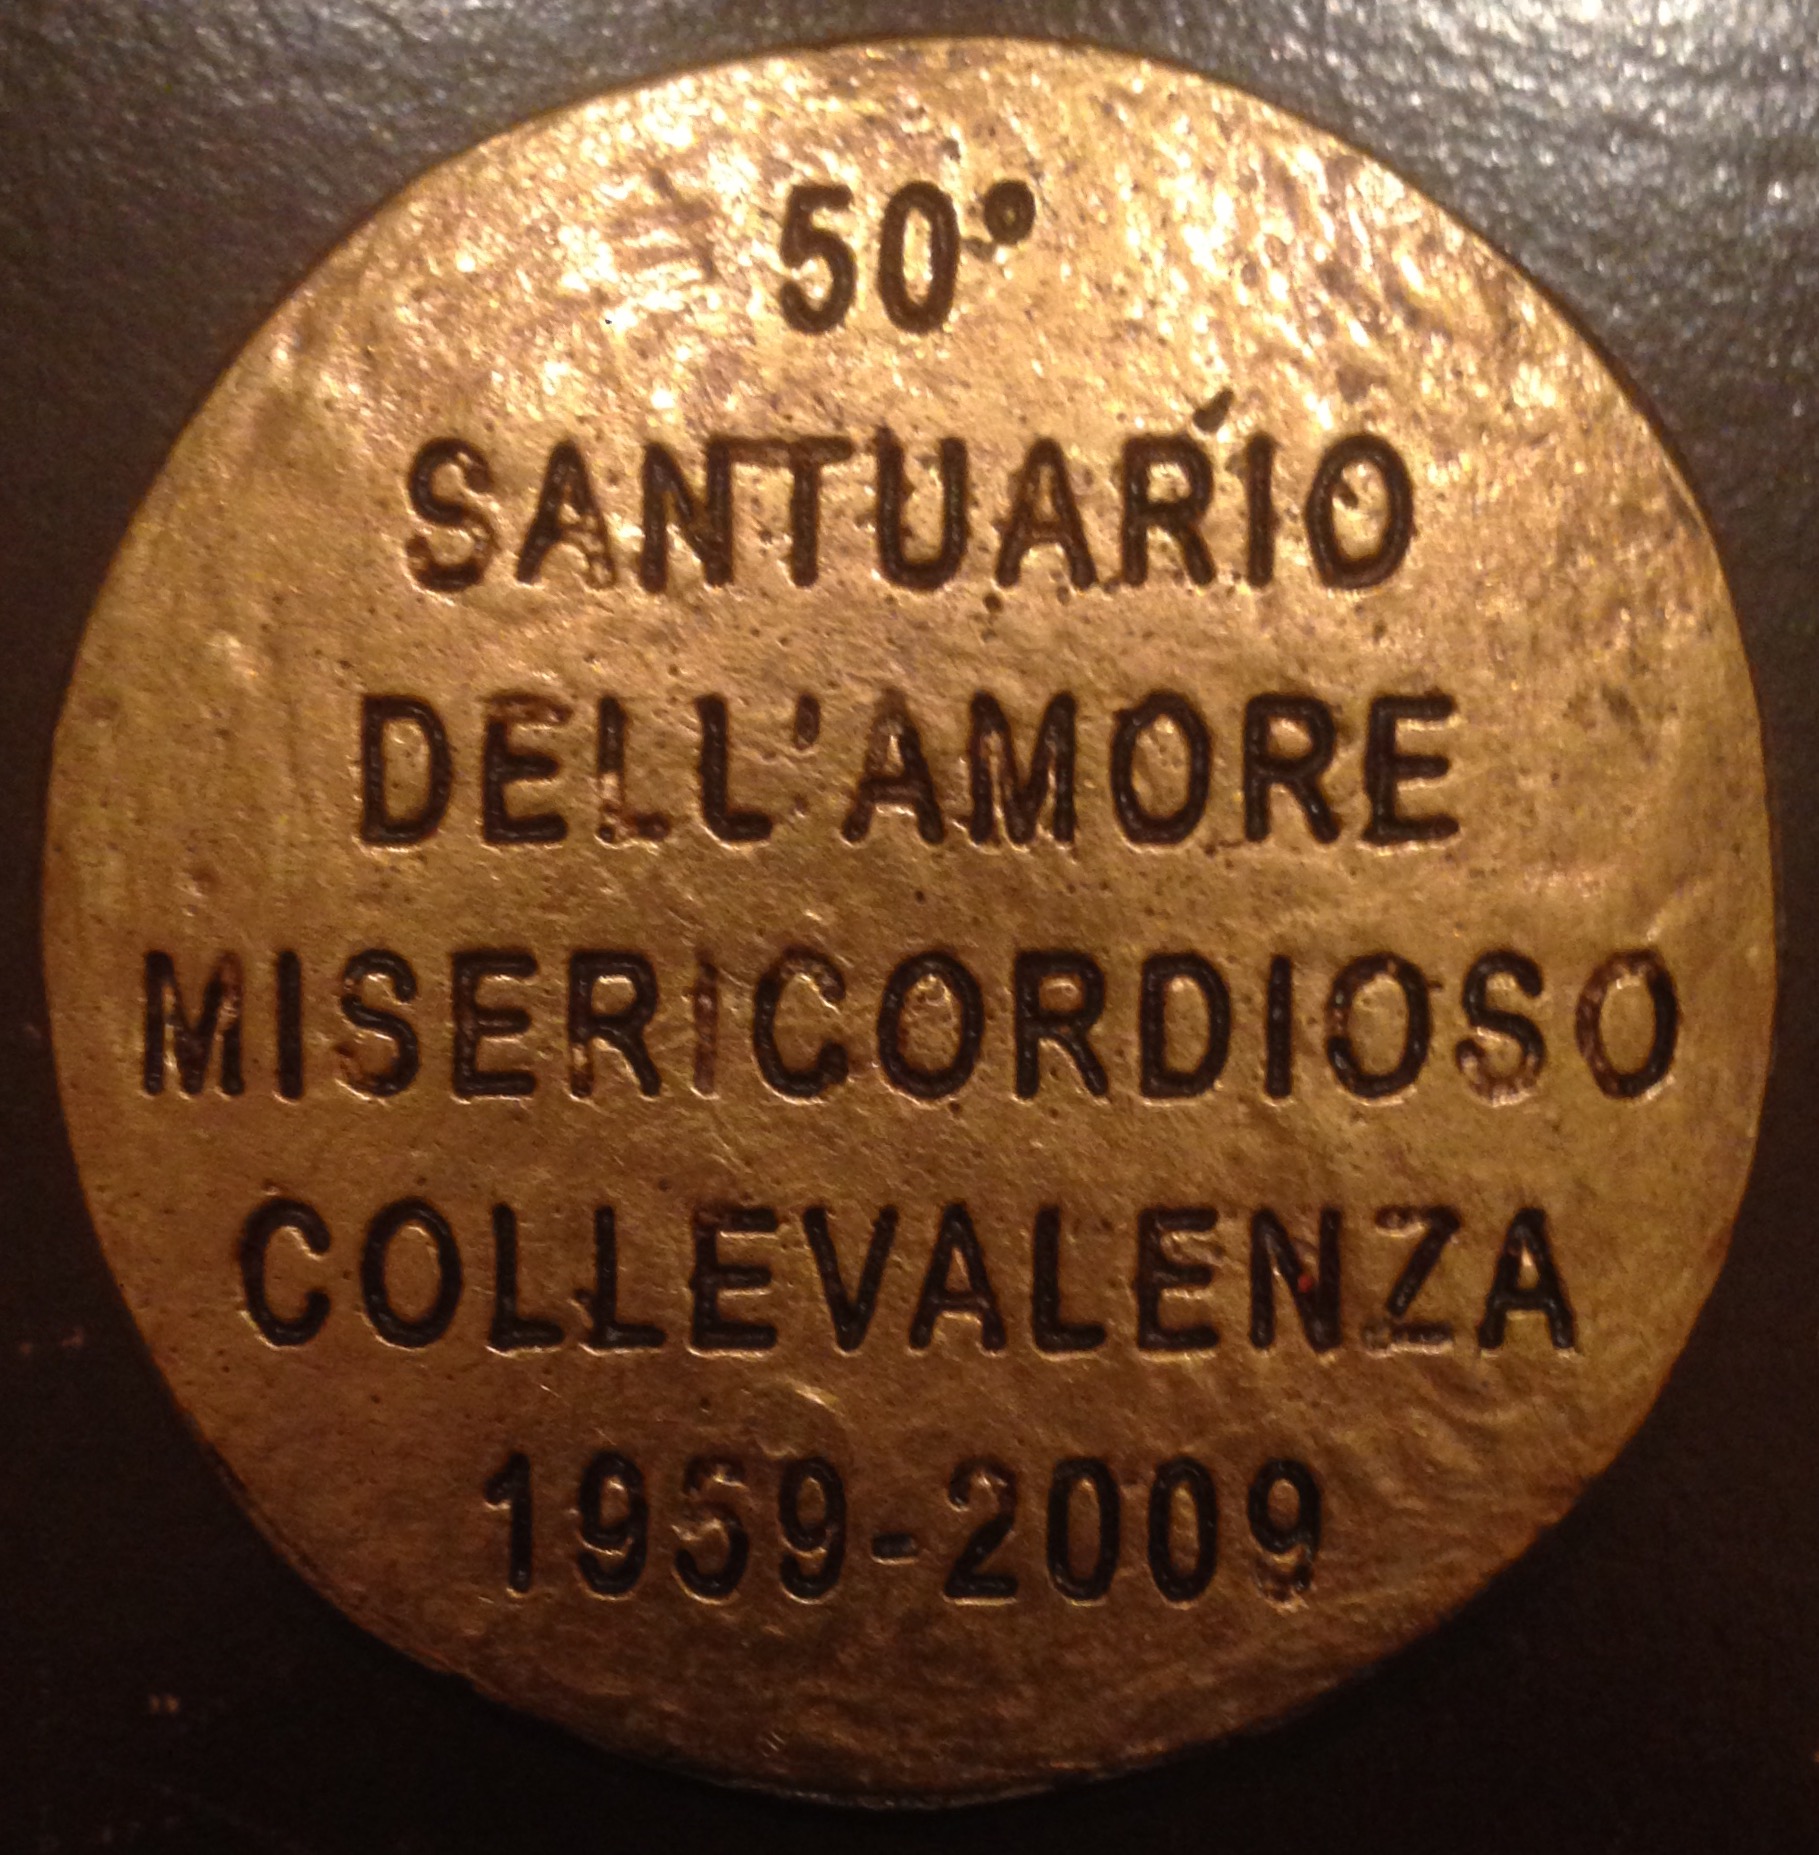 50°
SANTUARIO
DELL'AMORE
MISERICORDIOSO
COLLEVALENZA
1959-2009